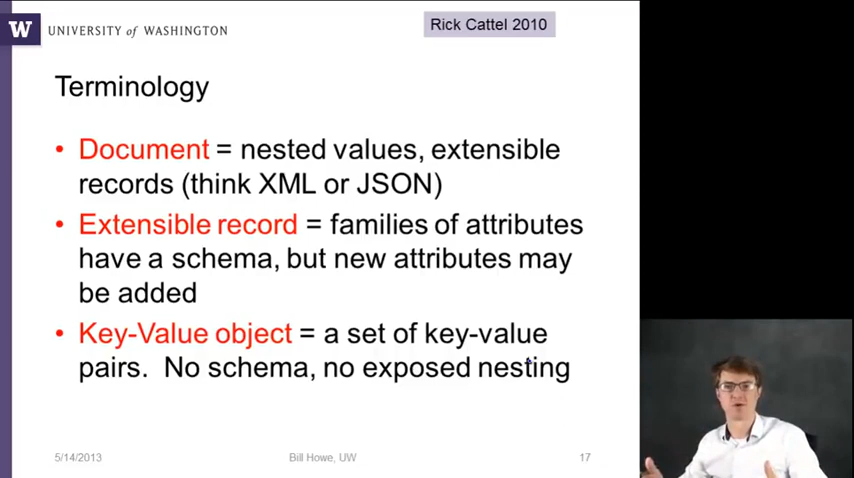 W UNIVERSITY of WASHINGTON
Rick Cattel 2010
Terminology
• Document = nested values, extensible
records (think XML or JSON)
• Extensible record = families of attributes
have a schema, but new attributes may
be added
• Key-Value object = a set of key-value
pairs. No schema, no exposed nesting
5/14/2013
Bill Howe, UW
17